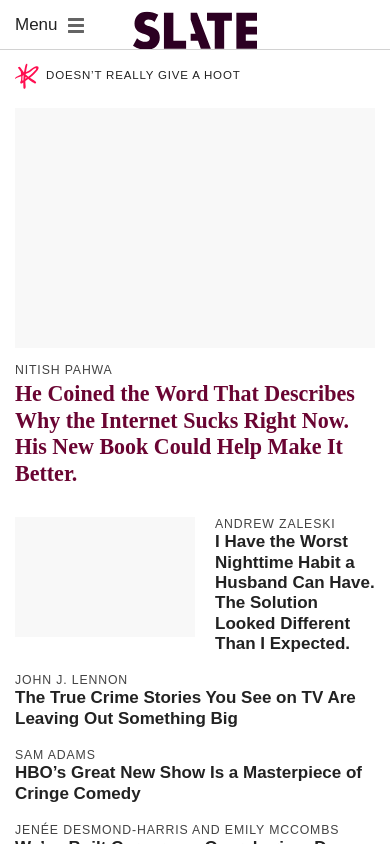 Menu
SLATE
DOESN’T REALLY GIVE A HOOT
NITISH PAHWA
He Coined the Word That Describes
Why the Internet Sucks Right Now.
His New Book Could Help Make It
Better.
ANDREW ZALESKI
I Have the Worst
Nighttime Habit a
Husband Can Have.
The Solution
Looked Different
Than I Expected.
JOHN J. LENNON
The True Crime Stories You See on TV Are
Leaving Out Something Big
SAM ADAMS
HBO’s Great New Show Is a Masterpiece of
Cringe Comedy
JENÉE DESMOND-HARRIS AND EMILY MCCOMBS